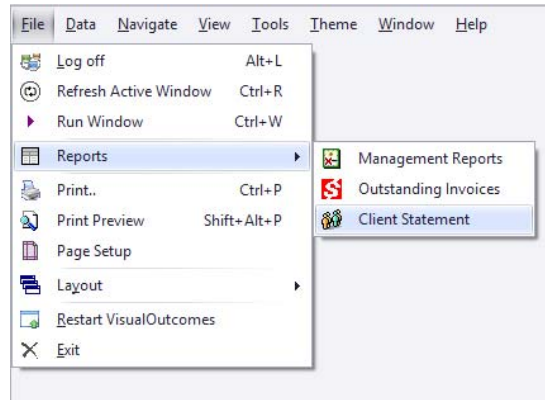 File Data Navigate View Tools Theme Window Help
Log off Alt+L
Refresh Active Window Ctrl+R
Run Window Ctrl+W
Reports
Management Reports
Print.. Ctrl+P
Outstanding Invoices
Print Preview Shift+Alt+P
Client Statement
Page Setup
Layout
Restart VisualOutcomes
Exit